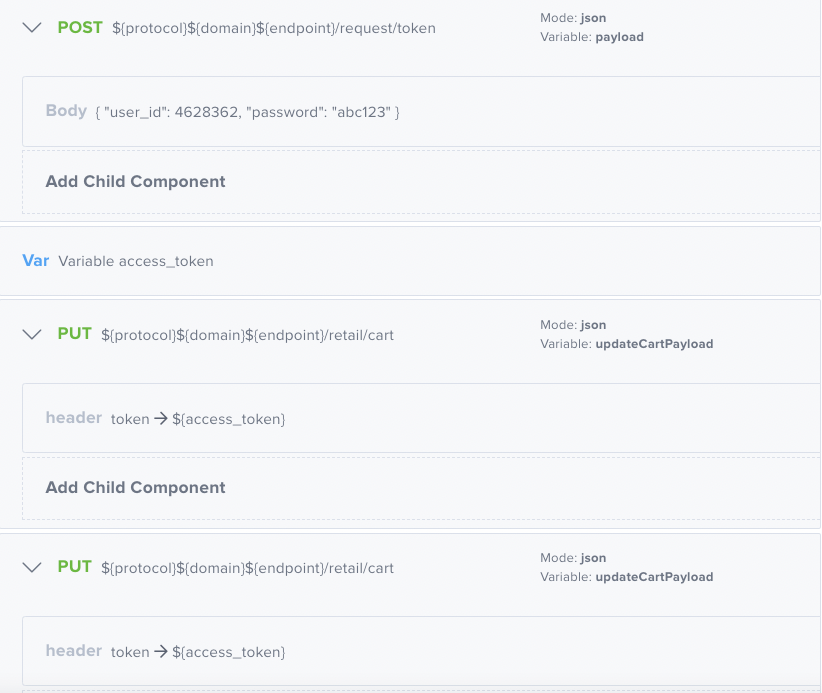 POST ${protocol}${domain}${endpoint}/request/token
Mode: json
Variable: payload
Body { "user_id": 4628362, "password": "abc123" }
Add Child Component
Var Variable access_token
PUT ${protocol}${domain}${endpoint}/retail/cart
Mode: json
Variable: updateCartPayload
header token → ${access_token}
Add Child Component
PUT ${protocol}${domain}${endpoint}/retail/cart
Mode: json
Variable: updateCartPayload
header token → ${access_token}